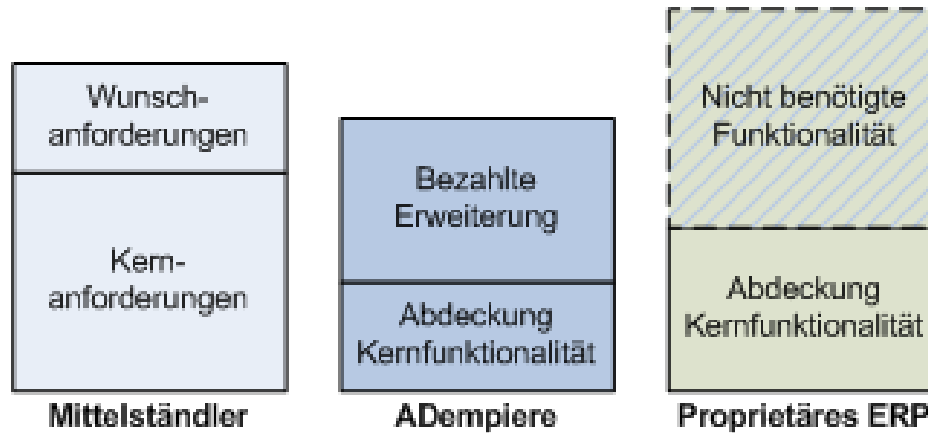 Wunsch-
anforderungen
Kern-
anforderungen
Mittelständler
Bezahlte
Erweiterung
Abdeckung
Kernfunktionalität
ADempiere
Nicht benötigte
Funktionalität
Abdeckung
Kernfunktionalität
Proprietäres ERP